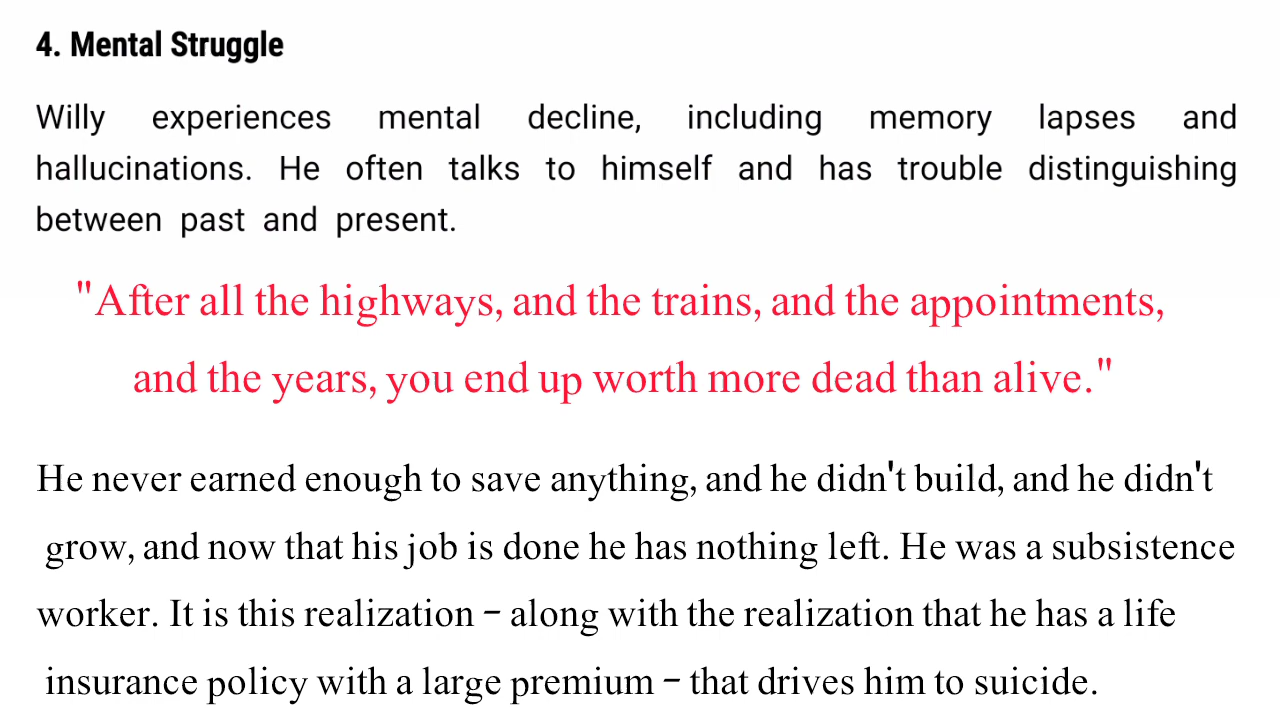 4. Mental Struggle
Willy experiences mental decline, including memory lapses and
hallucinations. He often talks to himself and has trouble distinguishing
between past and present.
"After all the highways, and the trains, and the appointments,
and the years, you end up worth more dead than alive."
He never earned enough to save anything, and he didn't build, and he didn't
grow, and now that his job is done he has nothing left. He was a subsistence
worker. It is this realization – along with the realization that he has a life
insurance policy with a large premium – that drives him to suicide.